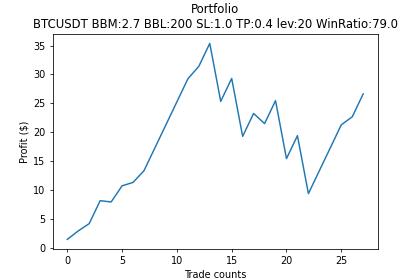 Portfolio
BTCUSDT BBM:2.7 BBL:200 SL:1.0 TP:0.4 lev:20 WinRatio:79.0
35
30
25
20
15
10
5
0
Profit ($)
0 5 10 15 20 25
Trade counts